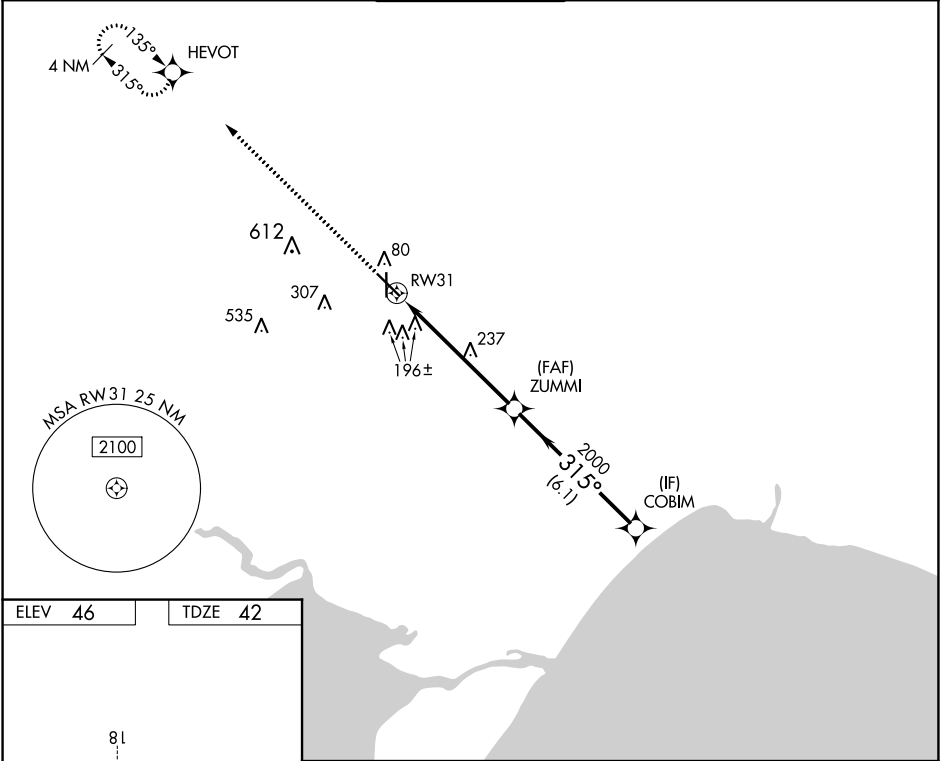 135°
HEVOT
4 NM
315°
612
80
RW31
307
535
237
196±
(FAF)
ZUMMI
2000
315°
(6.1)
(IF)
COBIM
MSA RW31 25 NM
2100
ELEV 46
TDZE 42
18